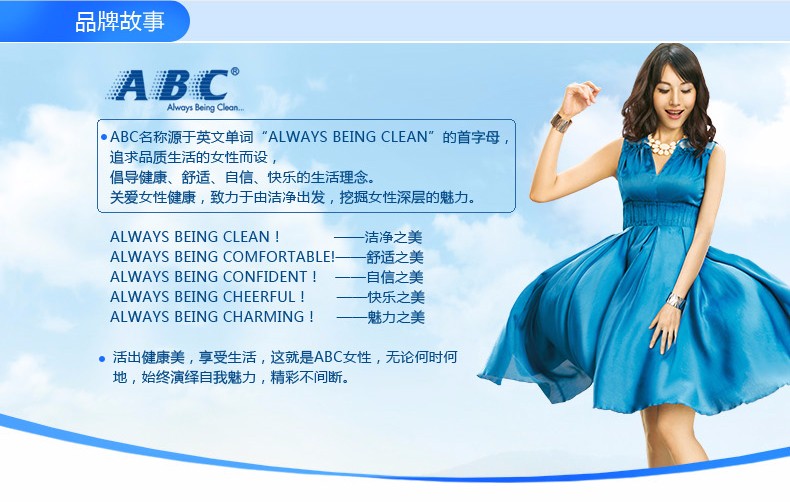 品牌故事
ABC®
Always Being Clean...
●ABC名称源于英文单词“ALWAYS BEING CLEAN”的首字母，
追求品质生活的女性而设，
倡导健康、舒适、自信、快乐的生活理念。
关爱女性健康，致力于由洁净出发，挖掘女性深层的魅力。
ALWAYS BEING CLEAN！ ——洁净之美
ALWAYS BEING COMFORTABLE!——舒适之美
ALWAYS BEING CONFIDENT！ ——自信之美
ALWAYS BEING CHEERFUL！ ——快乐之美
ALWAYS BEING CHARMING！ ——魅力之美
● 活出健康美，享受生活，这就是ABC女性，无论何时何
地，始终演绎自我魅力，精彩不间断。